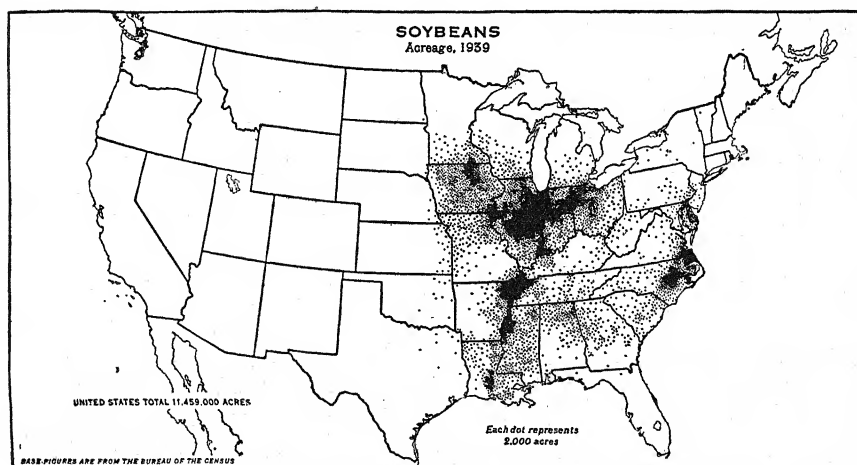 SOYBEANS
Acreage, 1939
UNITED STATES TOTAL 11,459,000 ACRES
Each dot represents
2,000 acres
BASE-FIGURES ARE FROM THE BUREAU OF THE CENSUS